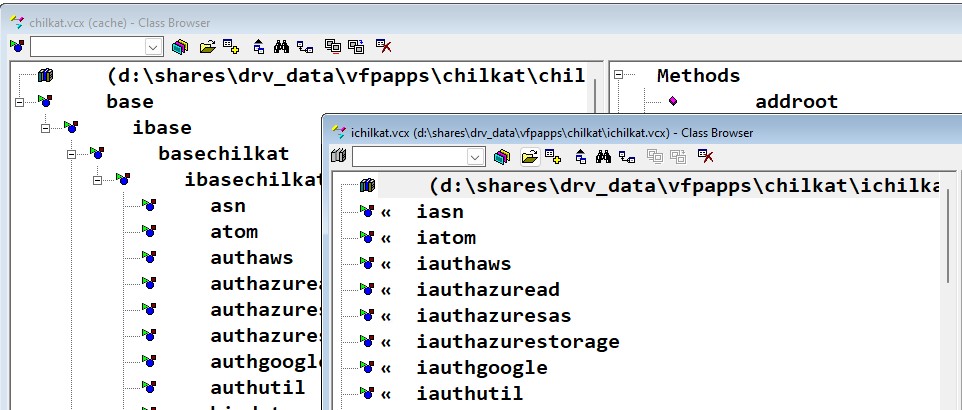 chilkat.vcx (cache) - Class Browser
(d:\shares\drv_data\vfpapps\chilkat\chil
Methods
base
addroot
ibase
ichilkat.vcx (d:\shares\drv_data\vfpapps\chilkat\ichilkat.vcx) - Class Browser
basechilkat
ibasechilkat
(d:\shares\drv_data\vfpapps\chilkat\ichilka
asn
« iasn
atom
« iatom
authaws
« iauthaws
authazurea
« iauthazuread
authazures
« iauthazuresas
authazures
« iauthazurestorage
authgoogl
« iauthgoogle
authutil
« iauthutil